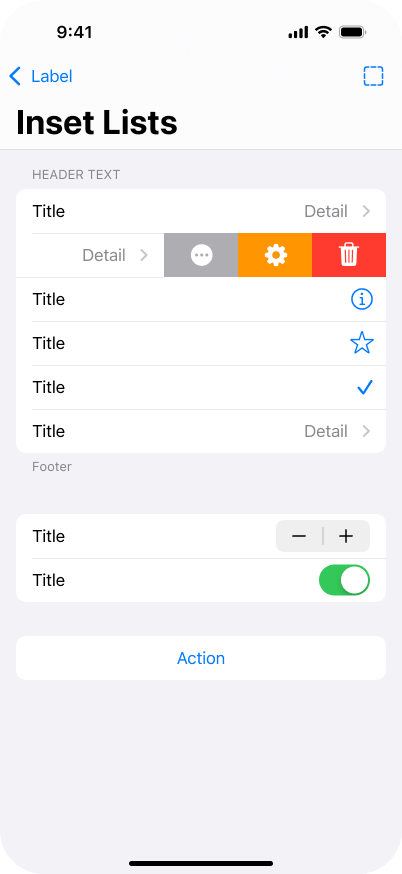 9:41
Label
Inset Lists
HEADER TEXT
Title Detail
Detail
Title
Title
Title
Title Detail
Footer
Title
Title
Action